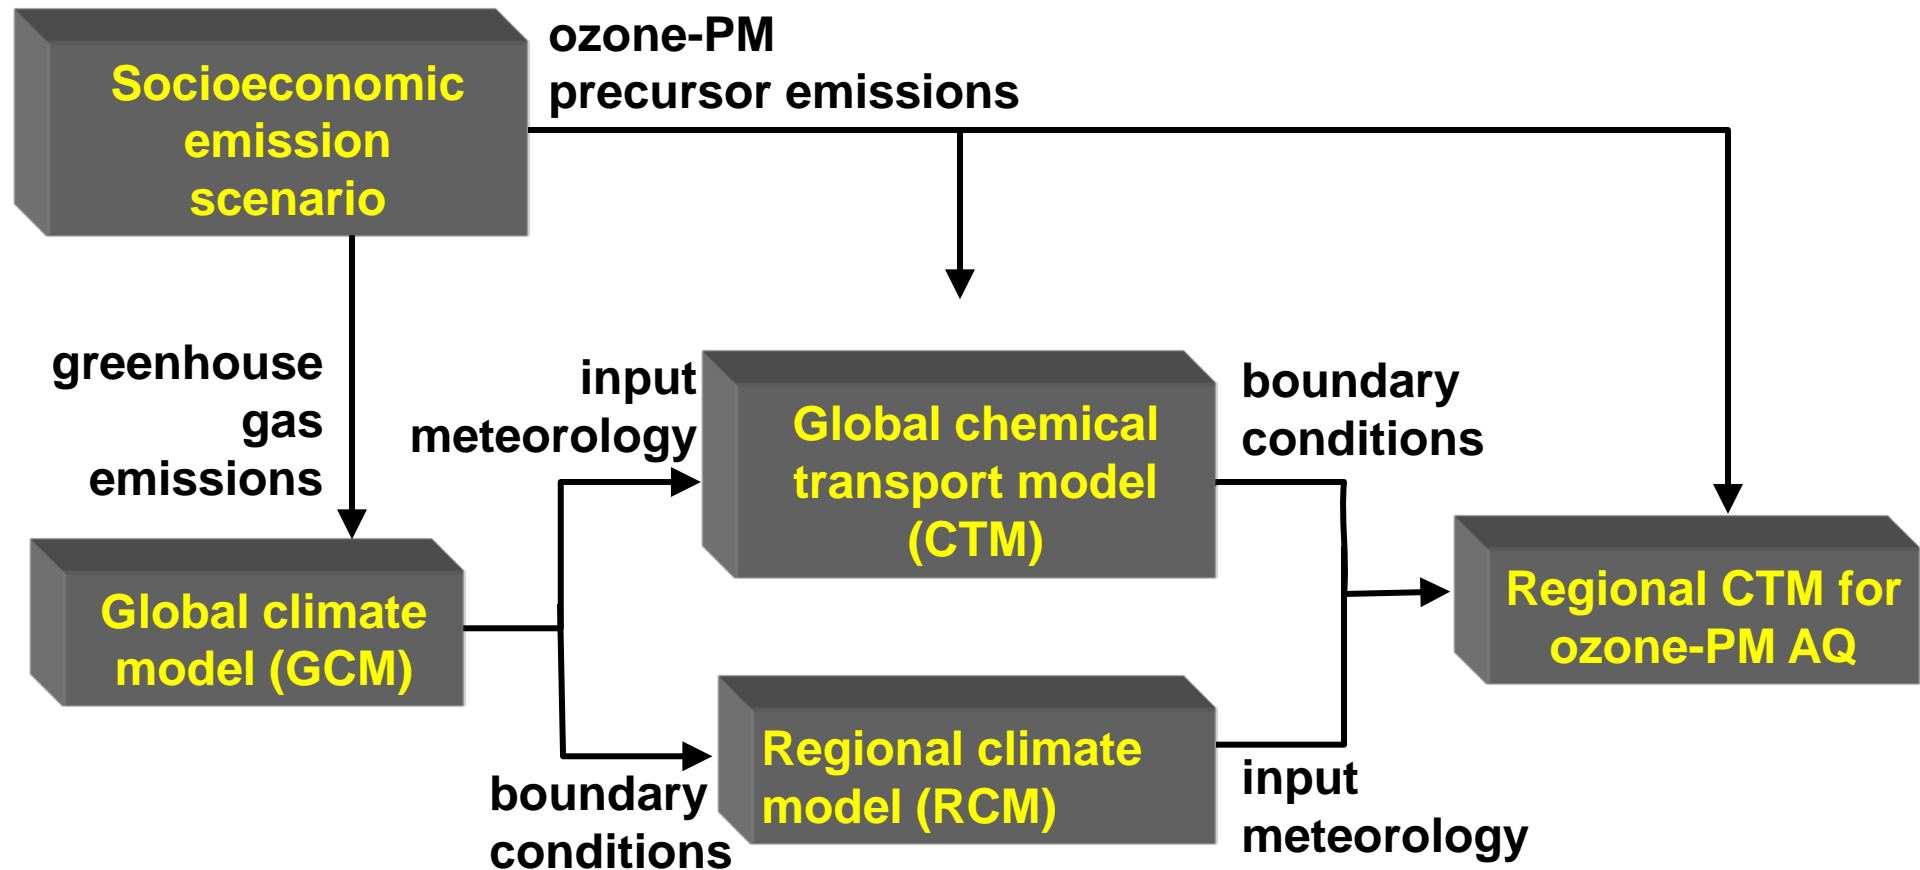 ozone-PM
precursor emissions
Socioeconomic
emission
scenario
greenhouse
gas
emissions
input
meteorology
Global chemical
transport model
(CTM)
boundary
conditions
Global climate
model (GCM)
Regional CTM for
ozone-PM AQ
boundary
conditions
Regional climate
model (RCM)
input
meteorology